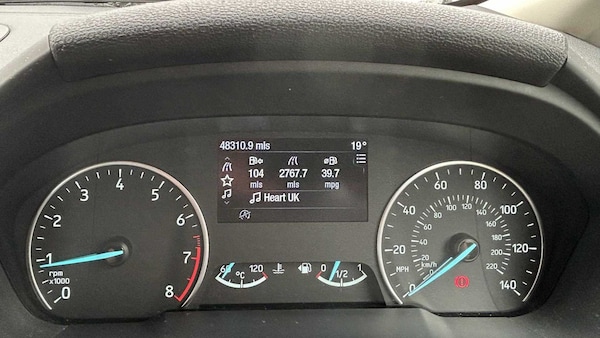 48310.9 mls 19°
104 2767.7 39.7
mls mls mpg
Heart UK
0 1 2 3 4 5 6 7 8
rpm
x1000
60 °C 120
0 1/2 1
0 20 40 60 80 100 120 140
MPH
0 20 40 60 80 100 120 140 160 180 200 220
km/h